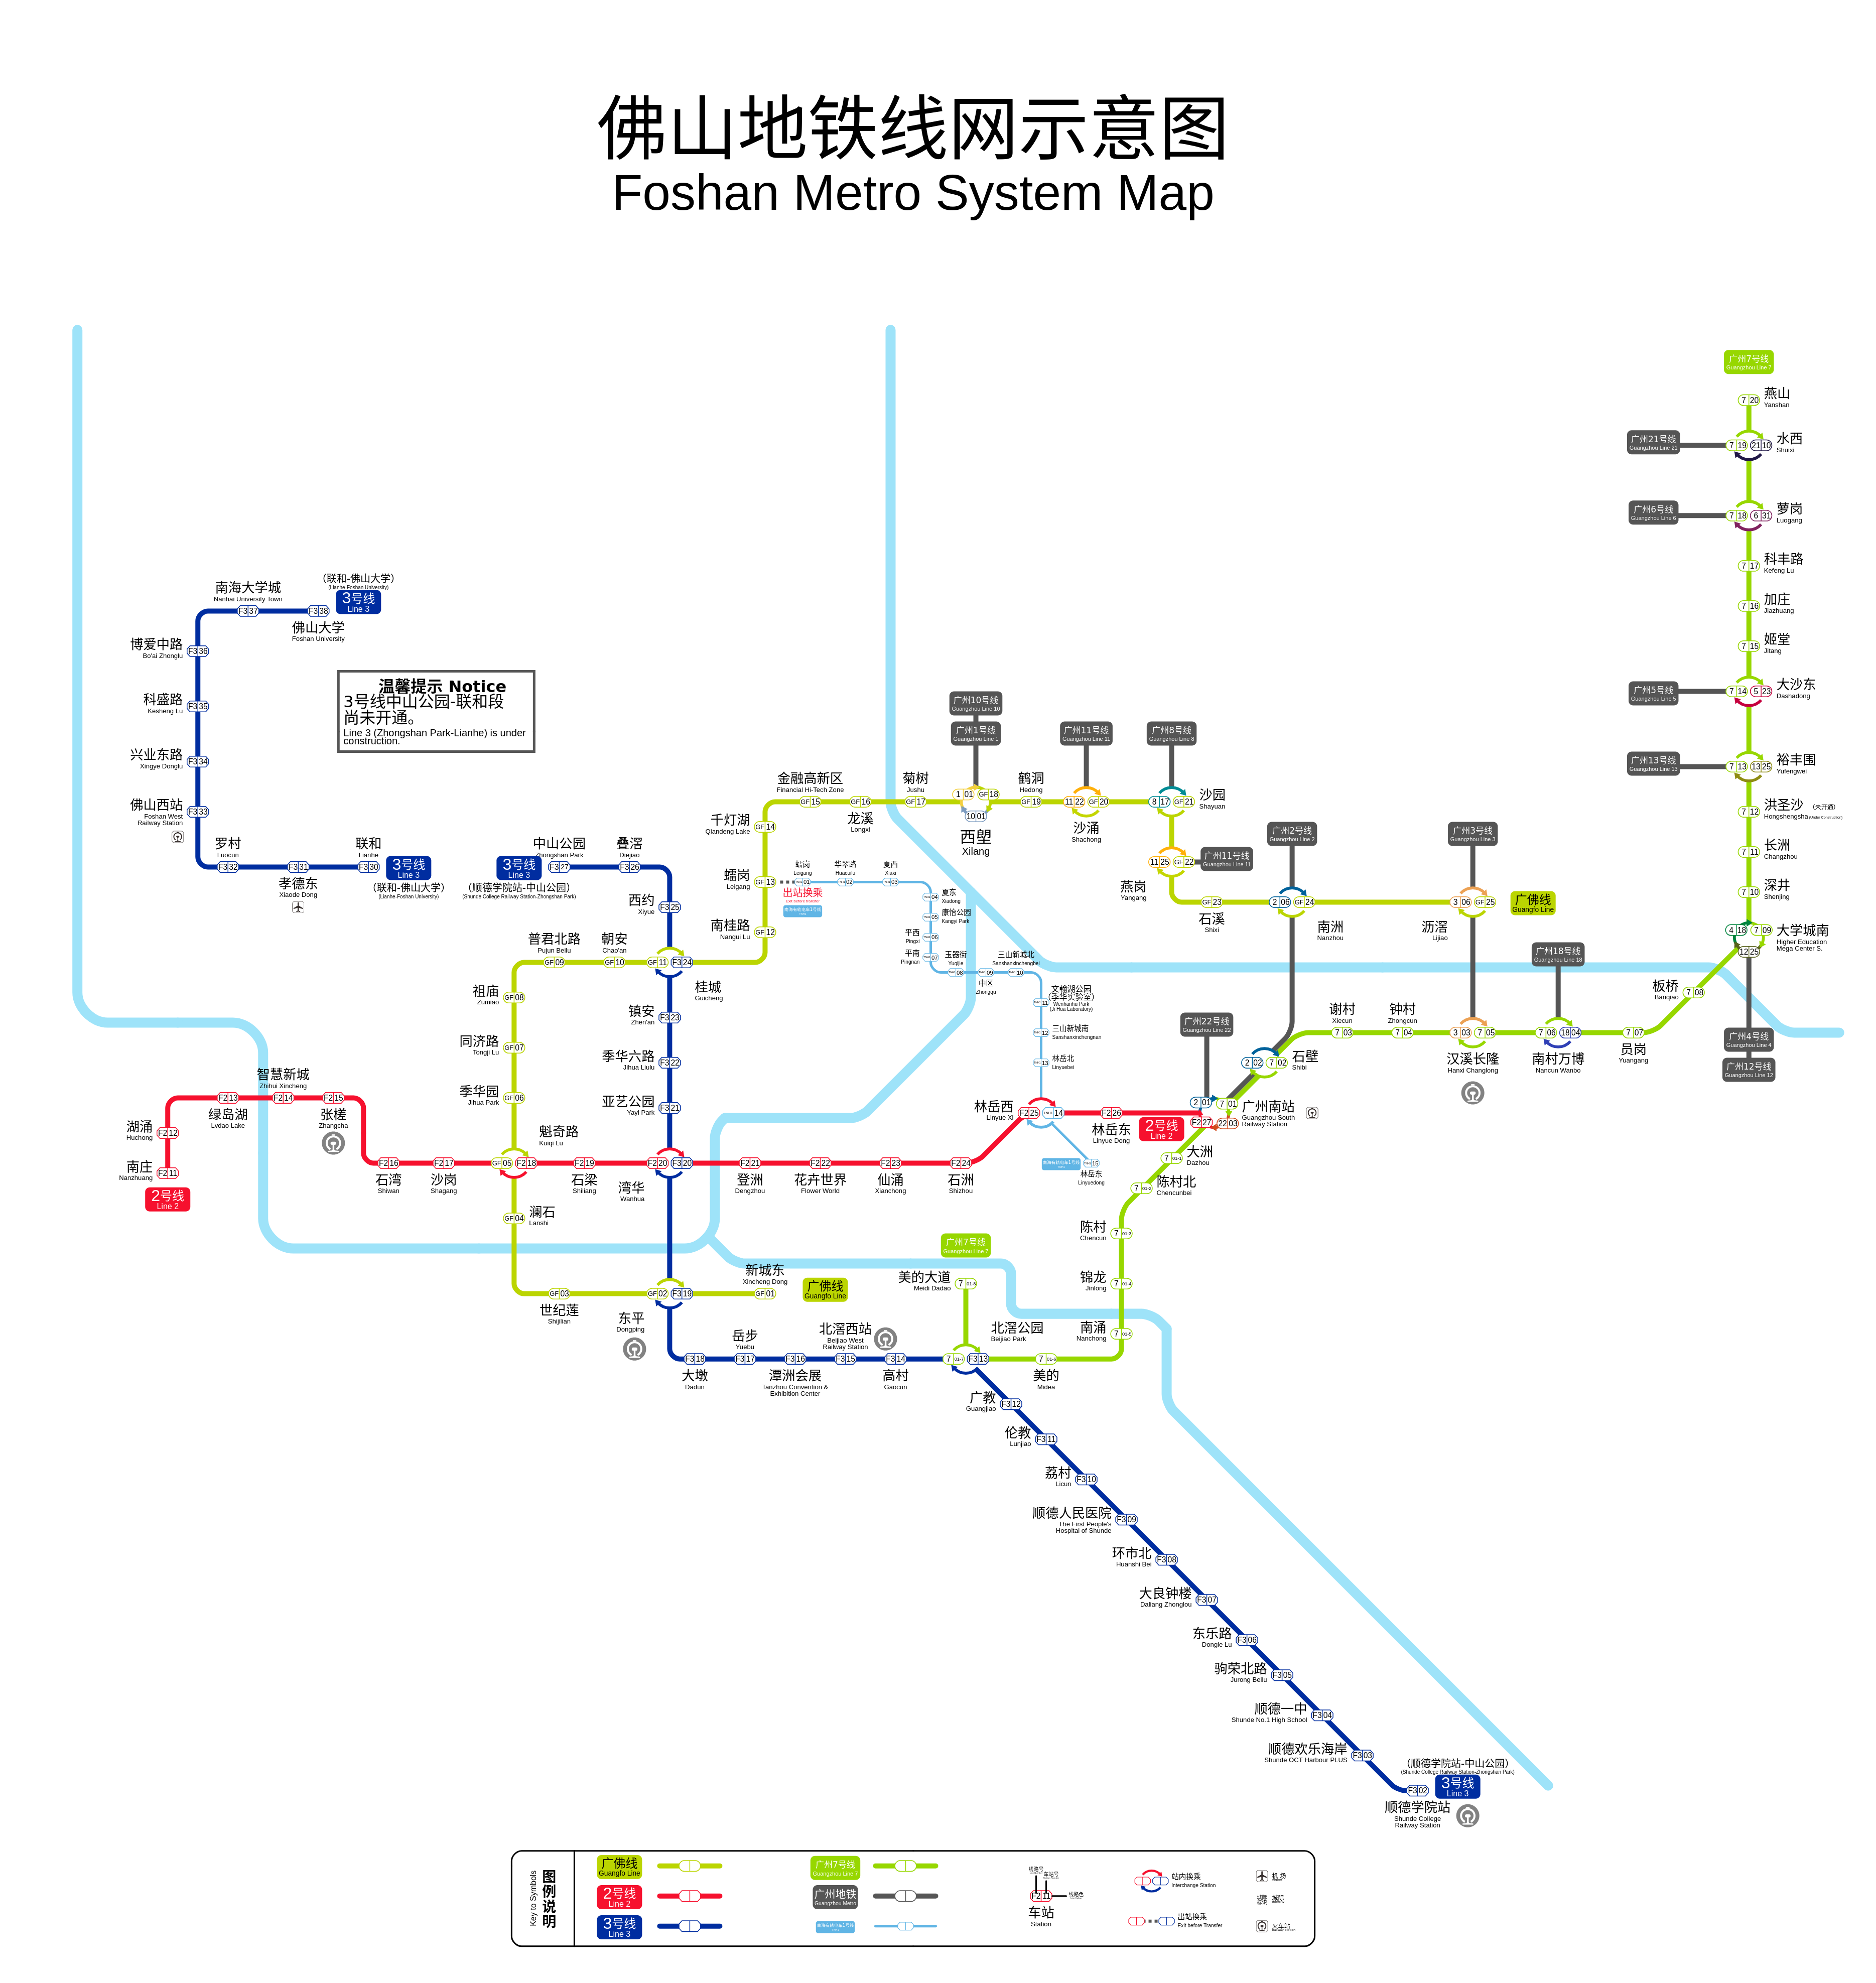 佛山地铁线网示意图
Foshan Metro System Map
广州7号线
Guangzhou Line 7
7 20
燕山
Yanshan
广州21号线
Guangzhou Line 21
7 19
21 10
水西
Shuixi
广州6号线
Guangzhou Line 6
7 18
6 31
萝岗
Luogang
7 17
科丰路
Kefeng Lu
7 16
加庄
Jiazhuang
7 15
姬堂
Jitang
广州5号线
Guangzhou Line 5
7 14
5 23
大沙东
Dashadong
广州13号线
Guangzhou Line 13
7 13
13 25
裕丰围
Yufengwei
7 12
洪圣沙 （未开通）
Hongshengsha (Under Construction)
7 11
长洲
Changzhou
7 10
深井
Shenjing
4 18
7 09
12 25
大学城南
Higher Education
Mega Center S.
广州4号线
Guangzhou Line 4
广州12号线
Guangzhou Line 12
板桥
Banqiao
7 08
7 07
员岗
Yuangang
广州18号线
Guangzhou Line 18
7 06
18 04
南村万博
Nancun Wanbo
3 03
7 05
汉溪长隆
Hanxi Changlong
钟村
Zhongcun
7 04
谢村
Xiecun
7 03
2 02
7 02
石壁
Shibi
广州22号线
Guangzhou Line 22
2 01
7 01
F2 27
22 03
广州南站
Guangzhou South
Railway Station
7 01-1
大洲
Dazhou
7 01-2
陈村北
Chencunbei
陈村
Chencun
7 01-3
锦龙
Jinlong
7 01-4
南涌
Nanchong
7 01-5
7 01-6
美的
Midea
广州7号线
Guangzhou Line 7
美的大道
Meidi Dadao
7 01-8
北滘公园
Beijiao Park
7 01-7
F3 13
（联和-佛山大学）
(Lianhe-Foshan University)
3号线
Line 3
F3 38
佛山大学
Foshan University
南海大学城
Nanhai University Town
F3 37
博爱中路
Bo'ai Zhonglu
F3 36
科盛路
Kesheng Lu
F3 35
兴业东路
Xingye Donglu
F3 34
佛山西站
Foshan West
Railway Station
F3 33
罗村
Luocun
F3 32
F3 31
孝德东
Xiaode Dong
联和
Lianhe
F3 30
3号线
Line 3
（联和-佛山大学）
(Lianhe-Foshan University)
温馨提示 Notice
3号线中山公园-联和段
尚未开通。
Line 3 (Zhongshan Park-Lianhe) is under
construction.
中山公园
Zhongshan Park
3号线
Line 3
F3 27
（顺德学院站-中山公园）
(Shunde College Railway Station-Zhongshan Park)
叠滘
Diejiao
F3 26
西约
Xiyue
F3 25
GF 11
F3 24
桂城
Guicheng
镇安
Zhen'an
F3 23
季华六路
Jihua Liulu
F3 22
亚艺公园
Yayi Park
F3 21
F2 20
F3 20
湾华
Wanhua
GF 02
F3 19
东平
Dongping
F3 18
大墩
Dadun
岳步
Yuebu
F3 17
F3 16
潭洲会展
Tanzhou Convention &
Exhibition Center
北滘西站
Beijiao West
Railway Station
F3 15
F3 14
高村
Gaocun
广教
Guangjiao
F3 12
伦教
Lunjiao
F3 11
荔村
Licun
F3 10
顺德人民医院
The First People's
Hospital of Shunde
F3 09
环市北
Huanshi Bei
F3 08
大良钟楼
Daliang Zhonglou
F3 07
东乐路
Dongle Lu
F3 06
驹荣北路
Jurong Beilu
F3 05
顺德一中
Shunde No.1 High School
F3 04
顺德欢乐海岸
Shunde OCT Harbour PLUS
F3 03
（顺德学院站-中山公园）
(Shunde College Railway Station-Zhongshan Park)
3号线
Line 3
F3 02
顺德学院站
Shunde College
Railway Station
金融高新区
Financial Hi-Tech Zone
GF 15
GF 16
龙溪
Longxi
菊树
Jushu
GF 17
广州10号线
Guangzhou Line 10
广州1号线
Guangzhou Line 1
1 01
GF 18
10 01
西塱
Xilang
鹤洞
Hedong
GF 19
广州11号线
Guangzhou Line 11
11 22
GF 20
沙涌
Shachong
广州8号线
Guangzhou Line 8
8 17
GF 21
沙园
Shayuan
11 25
GF 22
广州11号线
Guangzhou Line 11
燕岗
Yangang
GF 23
石溪
Shixi
广州2号线
Guangzhou Line 2
2 06
GF 24
南洲
Nanzhou
广州3号线
Guangzhou Line 3
3 06
GF 25
沥滘
Lijiao
广佛线
Guangfo Line
千灯湖
Qiandeng Lake
GF 14
𧒽岗
Leigang
GF 13
南桂路
Nangui Lu
GF 12
朝安
Chao'an
GF 10
普君北路
Pujun Beilu
GF 09
祖庙
Zumiao
GF 08
同济路
Tongji Lu
GF 07
季华园
Jihua Park
GF 06
魁奇路
Kuiqi Lu
GF 05
F2 18
GF 04
澜石
Lanshi
GF 03
世纪莲
Shijilian
新城东
Xincheng Dong
GF 01
广佛线
Guangfo Line
𧒽岗
Leigang
01
华翠路
Huacuilu
02
夏西
Xiaxi
03
出站换乘
Exit before transfer
南海有轨电车1号线
夏东
Xiadong
04
康怡公园
Kangyi Park
05
平西
Pingxi
06
平南
Pingnan
07
玉器街
Yuqijie
08
中区
Zhongqu
09
三山新城北
Sanshanxinchengbei
10
文翰湖公园
（季华实验室）
Wenhanhu Park
(Ji Hua Laboratory)
11
三山新城南
Sanshanxinchengnan
12
林岳北
Linyuebei
13
林岳西
Linyue Xi
F2 25
14
南海有轨电车1号线
15
林岳东
Linyuedong
F2 26
林岳东
Linyue Dong
2号线
Line 2
湖涌
Huchong
F2 12
南庄
Nanzhuang
F2 11
2号线
Line 2
F2 13
绿岛湖
Lvdao Lake
智慧新城
Zhihui Xincheng
F2 14
F2 15
张槎
Zhangcha
F2 16
石湾
Shiwan
F2 17
沙岗
Shagang
F2 19
石梁
Shiliang
F2 21
登洲
Dengzhou
F2 22
花卉世界
Flower World
F2 23
仙涌
Xianchong
F2 24
石洲
Shizhou
Key to Symbols
图例说明
广佛线
Guangfo Line
2号线
Line 2
3号线
Line 3
广州7号线
Guangzhou Line 7
广州地铁
Guangzhou Metro
南海有轨电车1号线
线路号
车站号
F2 11
线路色
车站
Station
站内换乘
Interchange Station
出站换乘
Exit before Transfer
机 场
城际
火车站